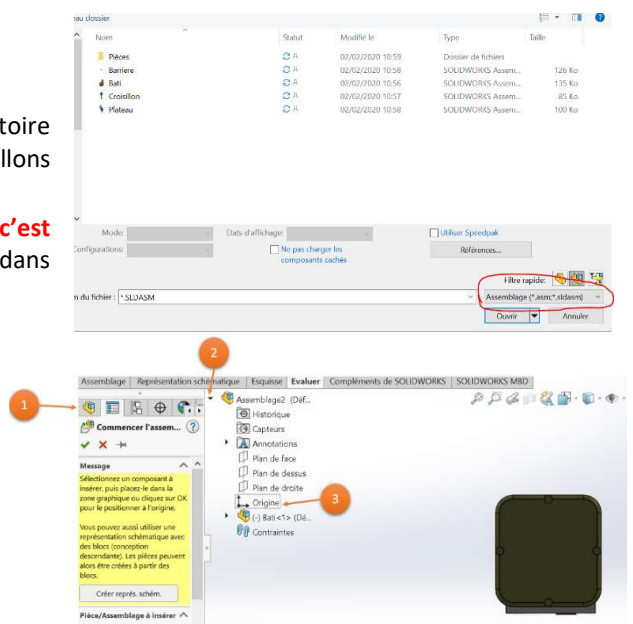 au dossier
Nom Statut Modifié le Type Taille
Pièces 02/02/2020 10:59 Dossier de fichiers
Barriere 02/02/2020 10:58 SOLIDWORKS Assem... 126 Ko
Bati 02/02/2020 10:56 SOLIDWORKS Assem... 135 Ko
Croisillon 02/02/2020 10:57 SOLIDWORKS Assem... 85 Ko
Plateau 02/02/2020 10:58 SOLIDWORKS Assem... 100 Ko
toire
llons
c'est
dans
Mode: Etats d'affichage: Utiliser Speedpak
Configurations: Ne pas charger les composants cachés Références...
Filtre rapide:
m du fichier : *.SLDASM Assemblage (*.asm;*.sldasm)
Ouvrir Annuler
2
Assemblage Représentation schématique Esquisse Evaluer Compléments de SOLIDWORKS SOLIDWORKS MBD
1
Assemblage2 (Déf...
Historique
Capteurs
Annotations
Plan de face
Plan de dessus
Plan de droite
Origine
3
(-) Bati<1> (Dé...
Contraintes
Commencer l'assem...
Message
Sélectionnez un composant à
insérer, puis placez-le dans la
zone graphique ou cliquez sur OK
pour le positionner à l'origine.
Vous pouvez aussi utiliser une
représentation schématique avec
des blocs (conception
descendante). Les pièces peuvent
alors être créées à partir des
blocs.
Créer représ. schém.
Pièce/Assemblage à insérer